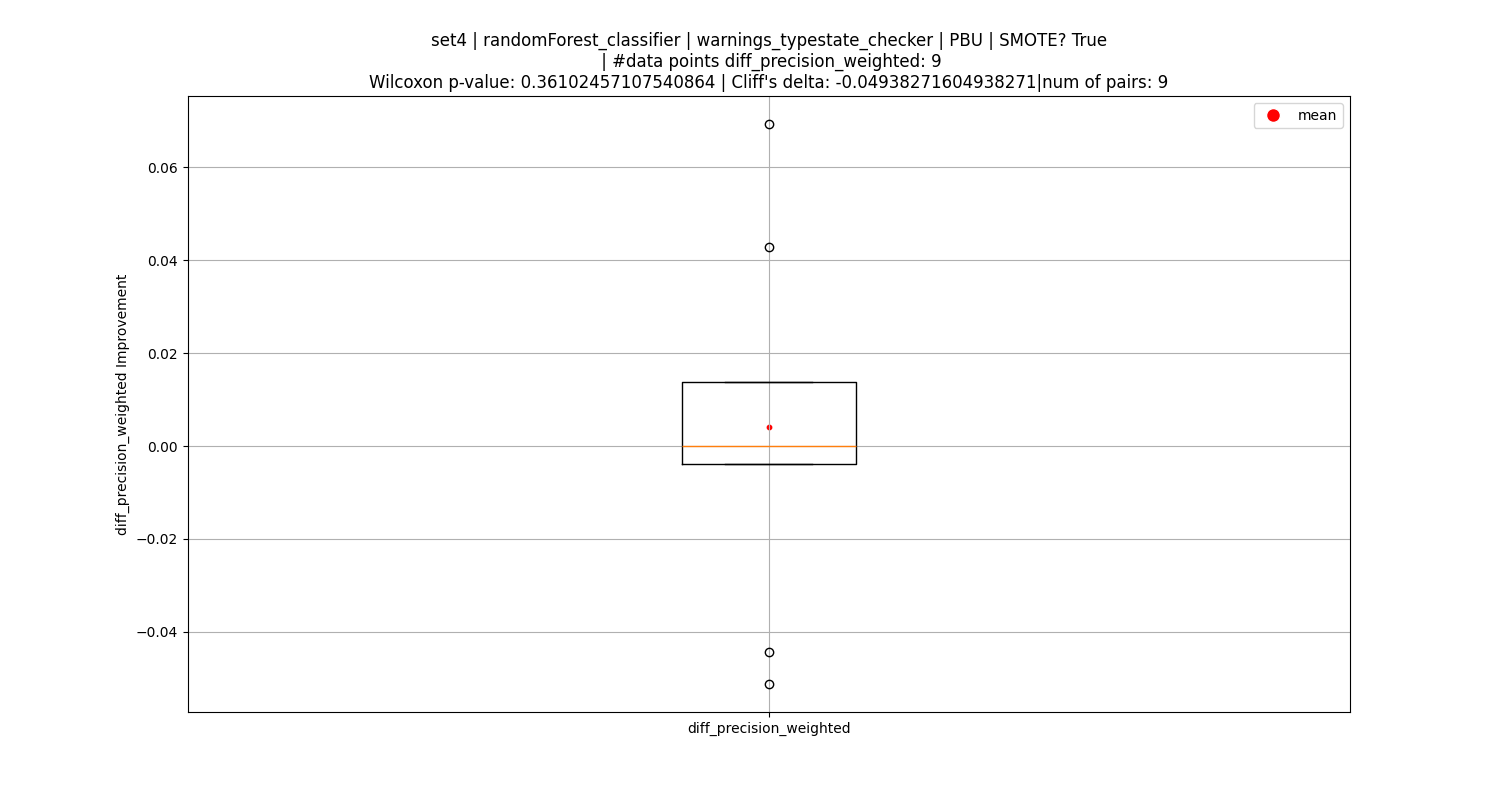 set4 | randomForest_classifier | warnings_typestate_checker | PBU | SMOTE? True
| #data points diff_precision_weighted: 9
Wilcoxon p-value: 0.36102457107540864 | Cliff's delta: -0.04938271604938271|num of pairs: 9
mean
0.06
0.04
0.02
0.00
−0.02
−0.04
diff_precision_weighted Improvement
diff_precision_weighted